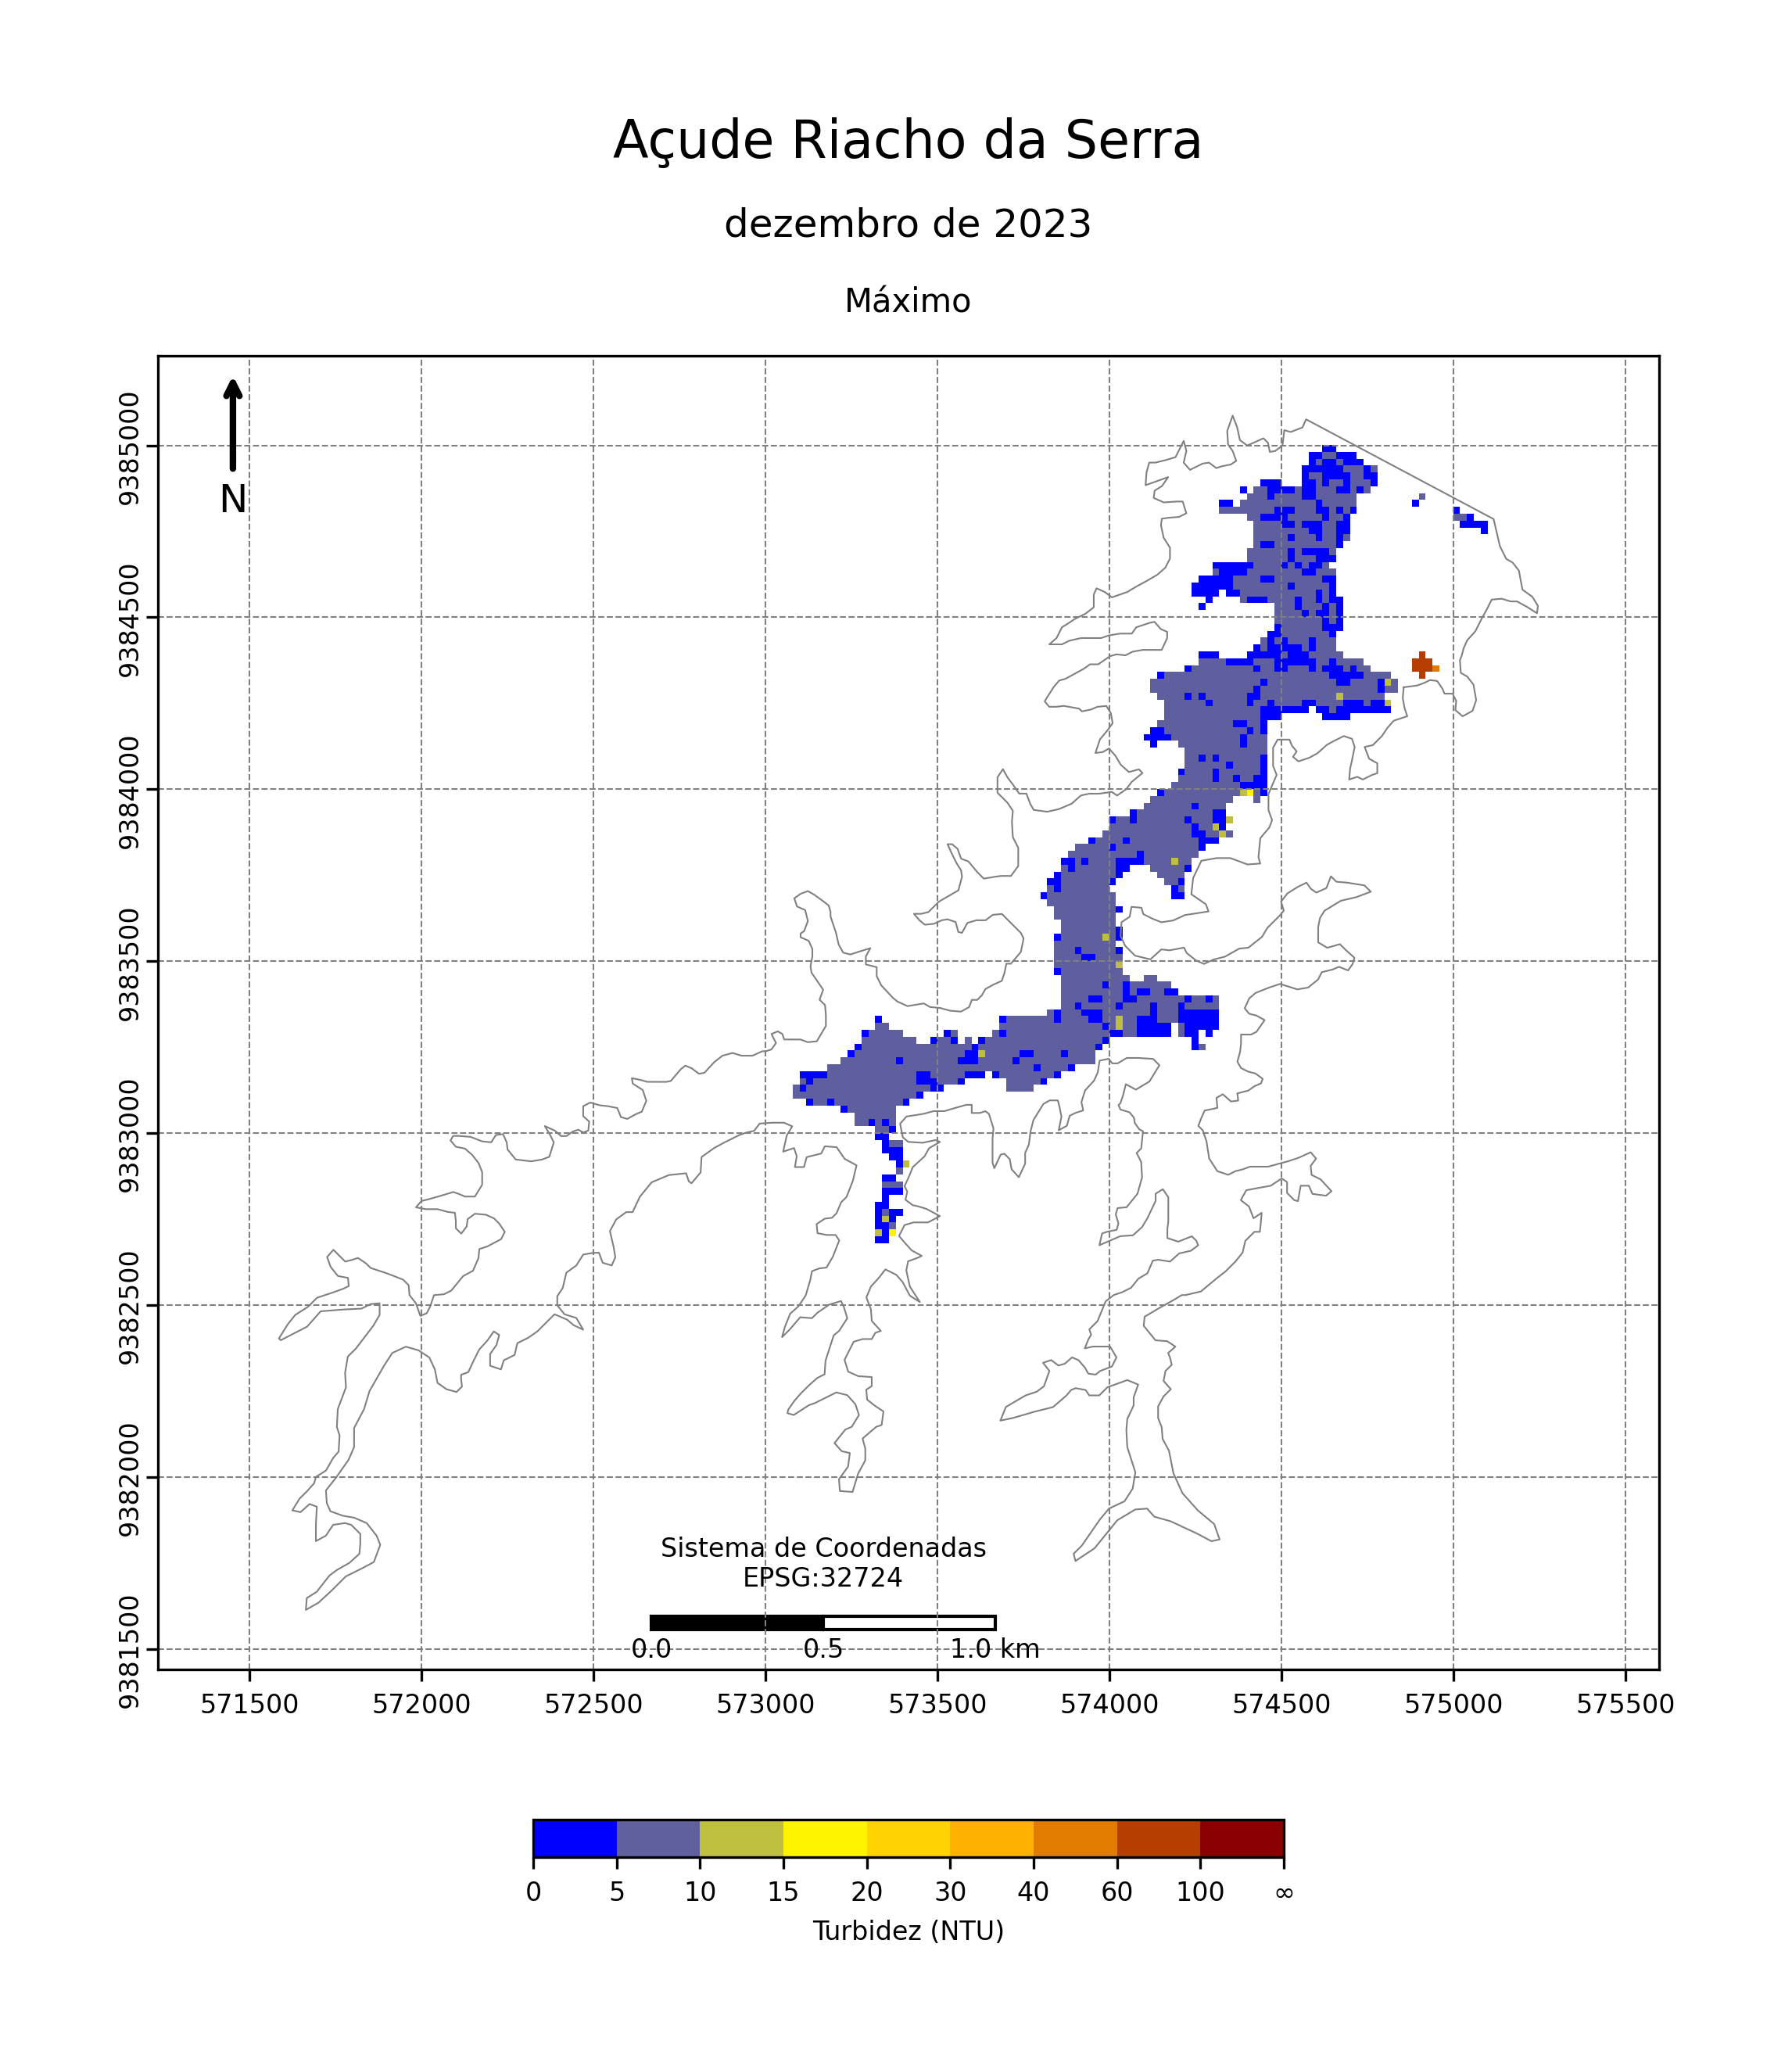 Açude Riacho da Serra
dezembro de 2023
Máximo
N
9385000
9384500
9384000
9383500
9383000
9382500
9382000
9381500
Sistema de Coordenadas
EPSG:32724
0.0 0.5 1.0 km
571500 572000 572500 573000 573500 574000 574500 575000 575500
0 5 10 15 20 30 40 60 100 ∞
Turbidez (NTU)